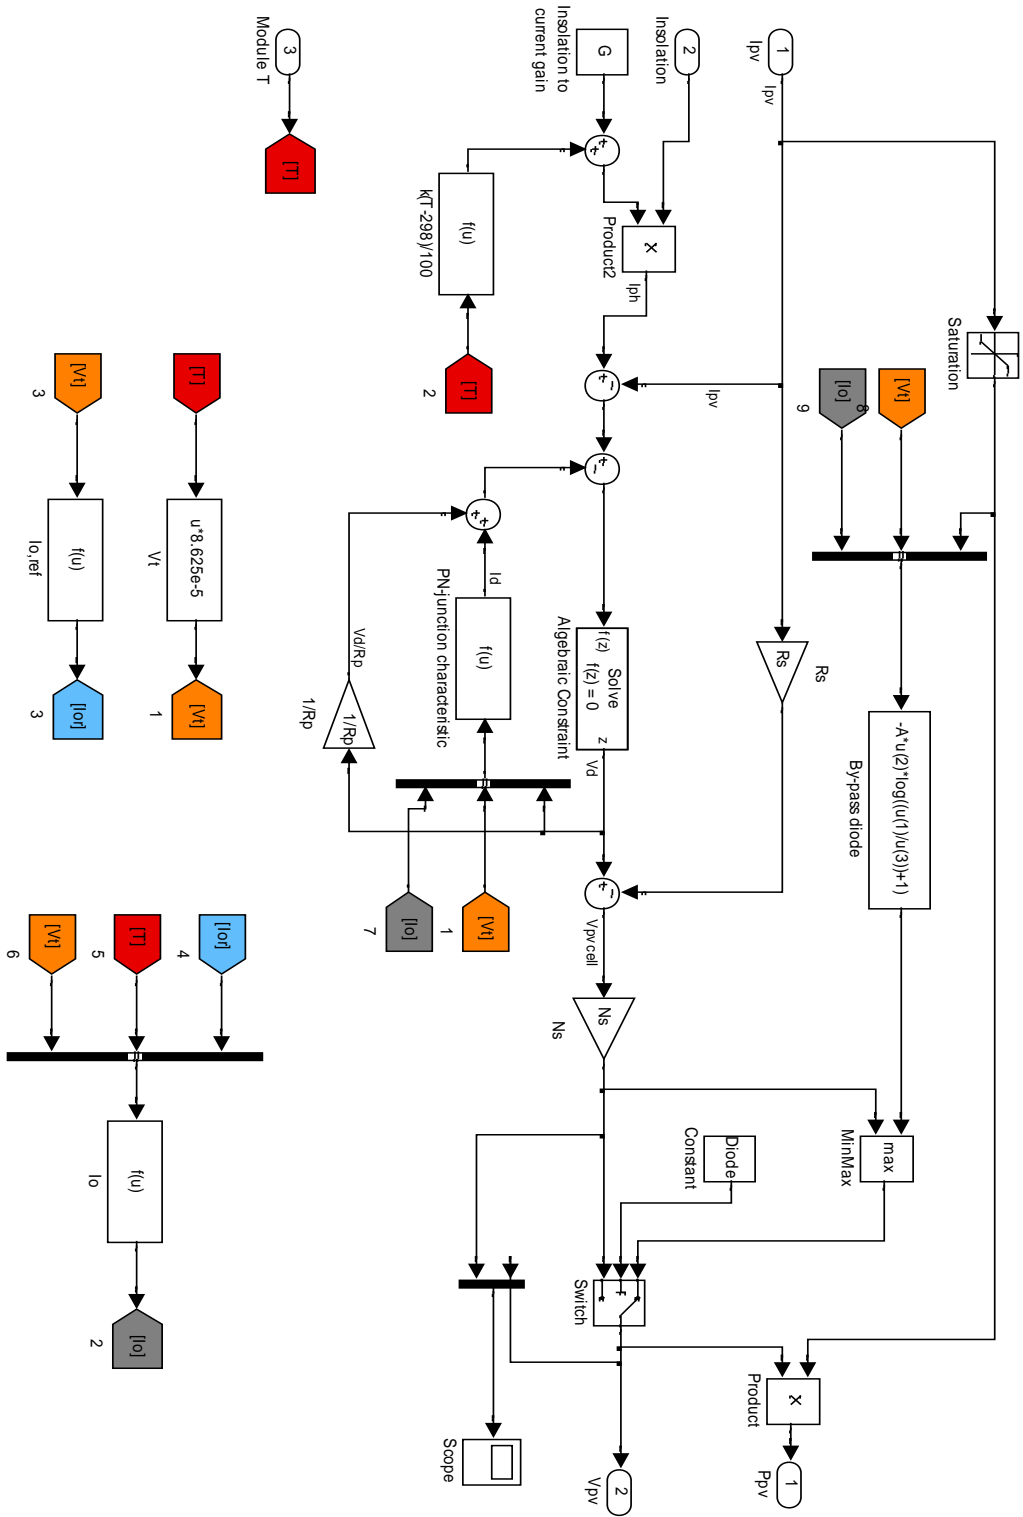 1
Ipv
Ipv
2
Insolation
G
Insolation to
current gain
3
Module T
[T]
Saturation
X
Product2
Iph
f(u)
k(T-298)/100
[T]
2
Ipv
[Vt]
8
[Io]
9
-A*u(2)*log((u(1)/u(3))+1)
By-pass diode
Rs
Rs
f(z)
Solve
f(z) = 0
z
Algebraic Constraint
Vd
f(u)
PN-junction characteristic
Id
Vd/Rp
1/Rp
1/Rp
[Vt]
1
[Io]
7
Vpv cell
Ns
Ns
max
MinMax
Diode
Constant
Switch
X
Product
1
Ppv
2
Vpv
Scope
[T]
u*8.625e-5
Vt
[Vt]
1
[Vt]
3
f(u)
Io,ref
[Ior]
3
[Ior]
4
[T]
5
[Vt]
6
f(u)
Io
[Io]
2